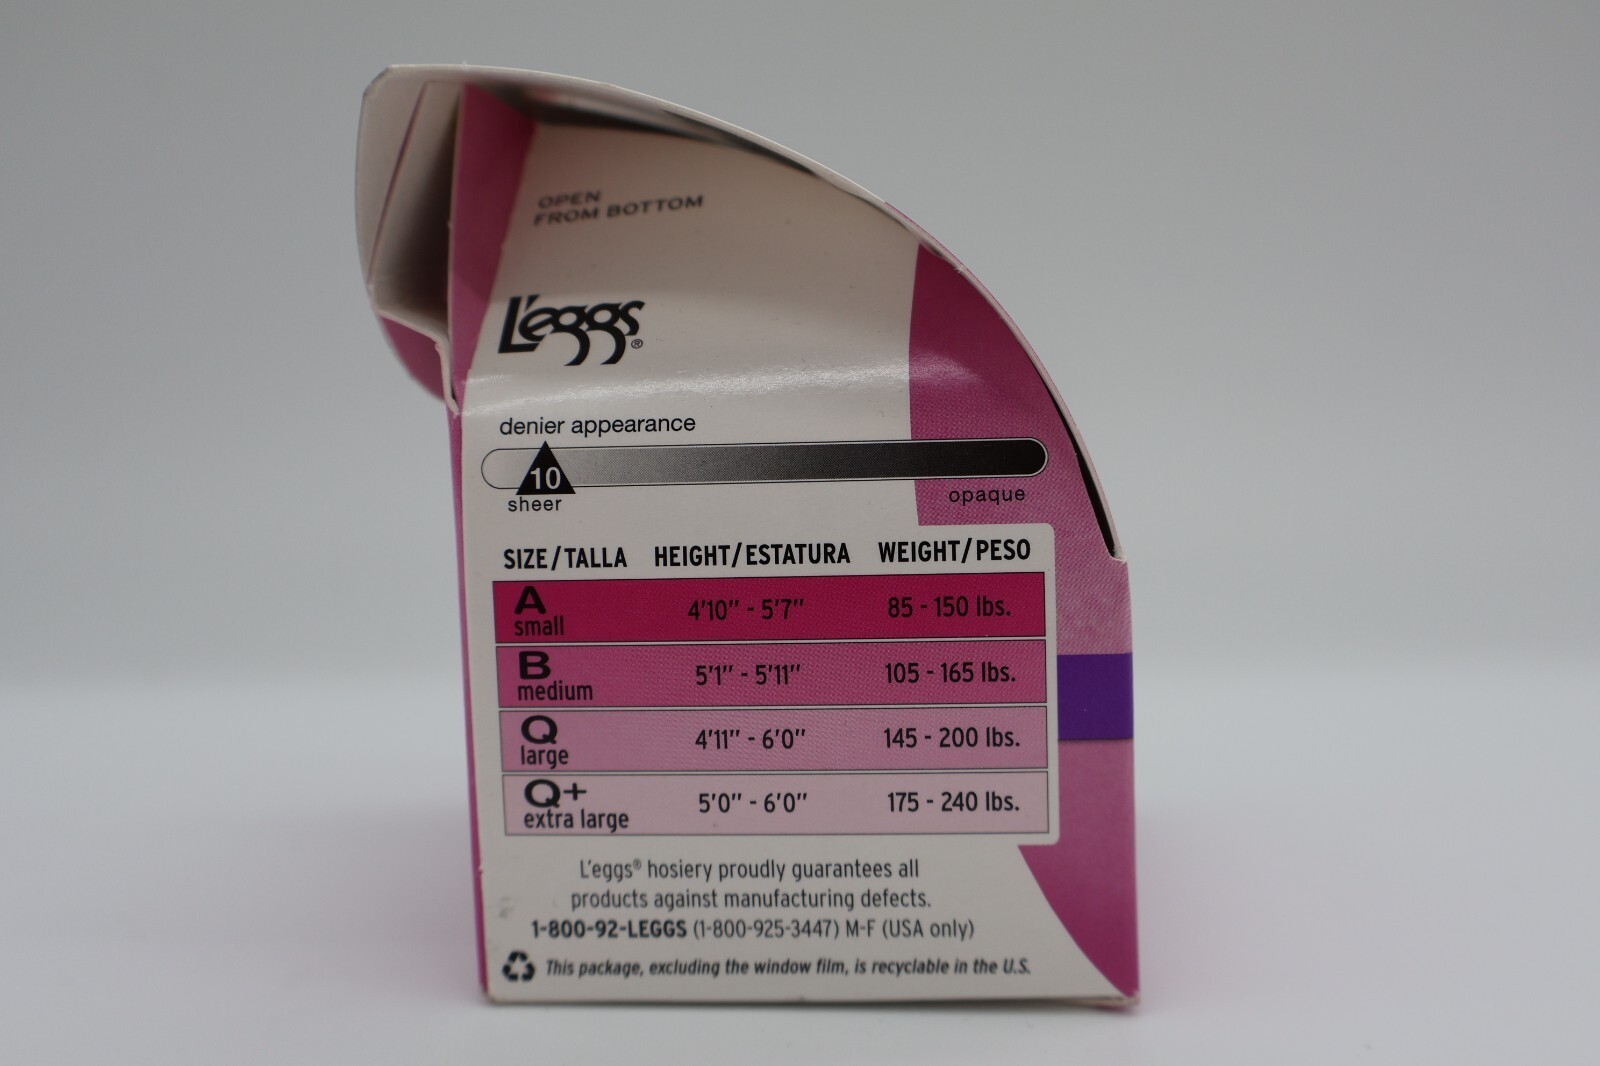 OPEN
FROM BOTTOM
L'eggs®
denier appearance
10
sheer
opaque
SIZE/TALLA HEIGHT/ESTATURA WEIGHT/PESO
A
small 4'10" - 5'7" 85 - 150 lbs.
B
medium 5'1" - 5'11" 105 - 165 lbs.
Q
large 4'11" - 6'0" 145 - 200 lbs.
Q+
extra large 5'0" - 6'0" 175 - 240 lbs.
L'eggs® hosiery proudly guarantees all
products against manufacturing defects.
1-800-92-LEGGS (1-800-925-3447) M-F (USA only)
This package, excluding the window film, is recyclable in the U.S.